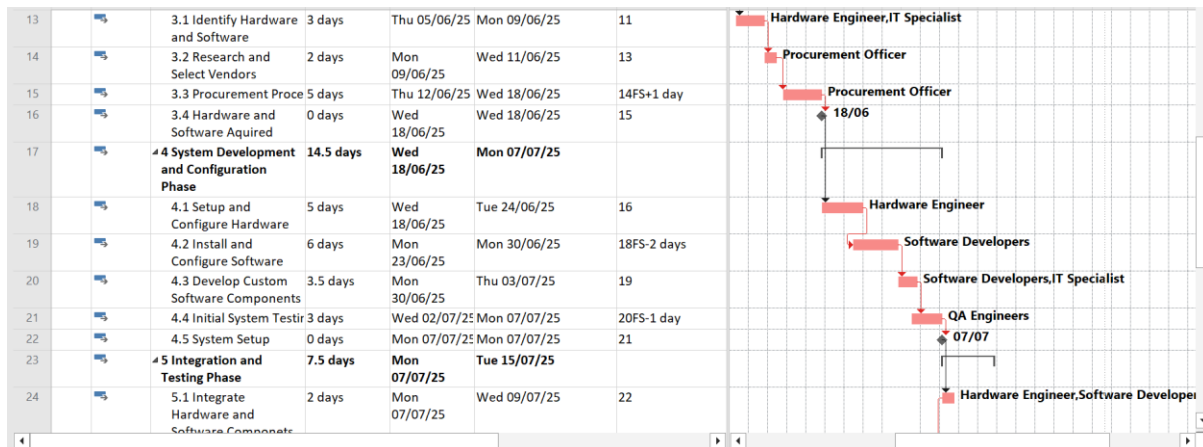 13 3.1 Identify Hardware 3 days Thu 05/06/25 Mon 09/06/25 11 Hardware Engineer,IT Specialist
and Software
14 3.2 Research and 2 days Mon Wed 11/06/25 13 Procurement Officer
Select Vendors 09/06/25
15 3.3 Procurement Proce 5 days Thu 12/06/25 Wed 18/06/25 14FS+1 day Procurement Officer
16 3.4 Hardware and 0 days Wed Wed 18/06/25 15 18/06
Software Aquired 18/06/25
17 4 System Development 14.5 days Wed Mon 07/07/25
and Configuration 18/06/25
Phase
18 4.1 Setup and 5 days Wed Tue 24/06/25 16 Hardware Engineer
Configure Hardware 18/06/25
19 4.2 Install and 6 days Mon Mon 30/06/25 18FS-2 days Software Developers
Configure Software 23/06/25
20 4.3 Develop Custom 3.5 days Mon Thu 03/07/25 19 Software Developers,IT Specialist
Software Components 30/06/25
21 4.4 Initial System Testin 3 days Wed 02/07/25 Mon 07/07/25 20FS-1 day QA Engineers
22 4.5 System Setup 0 days Mon 07/07/25 Mon 07/07/25 21 07/07
23 5 Integration and 7.5 days Mon Tue 15/07/25
Testing Phase 07/07/25
24 5.1 Integrate 2 days Mon Wed 09/07/25 22 Hardware Engineer,Software Developer
Hardware and 07/07/25
Software Componets